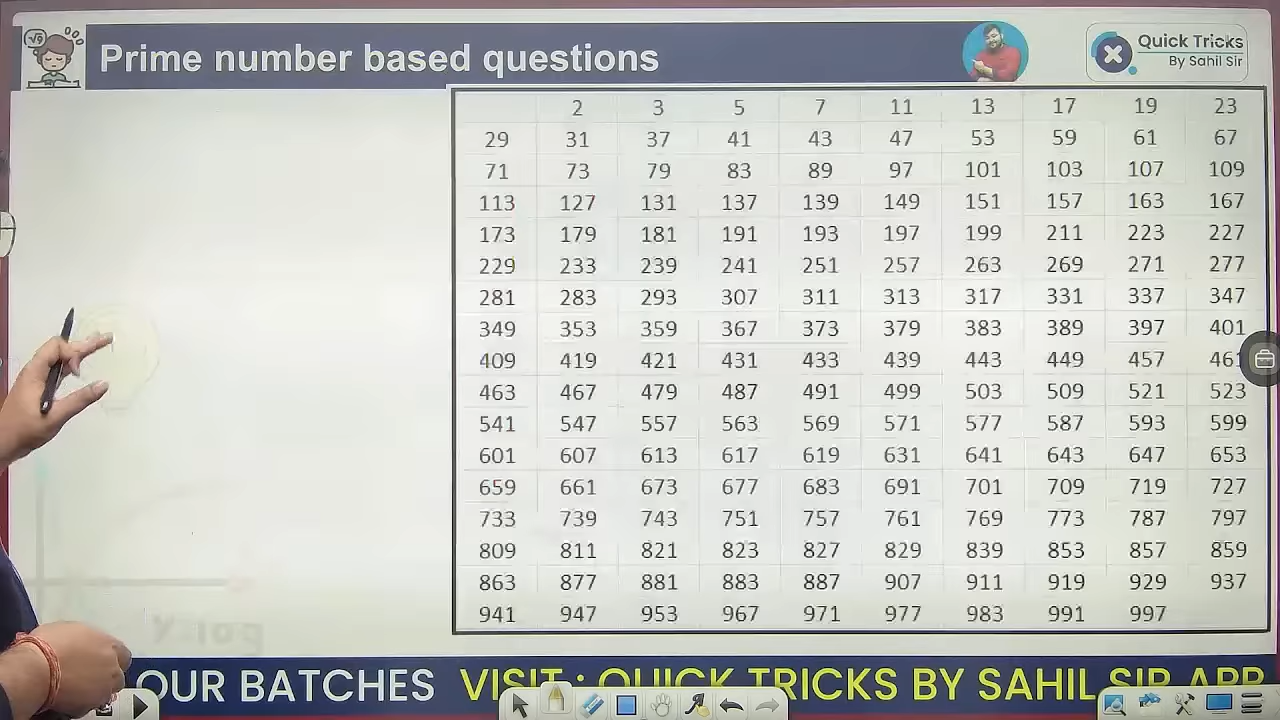 √9
Prime number based questions
Quick Tricks
By Sahil Sir
2 3 5 7 11 13 17 19 23
29 31 37 41 43 47 53 59 61 67
71 73 79 83 89 97 101 103 107 109
113 127 131 137 139 149 151 157 163 167
173 179 181 191 193 197 199 211 223 227
229 233 239 241 251 257 263 269 271 277
281 283 293 307 311 313 317 331 337 347
349 353 359 367 373 379 383 389 397 401
409 419 421 431 433 439 443 449 457 461
463 467 479 487 491 499 503 509 521 523
541 547 557 563 569 571 577 587 593 599
601 607 613 617 619 631 641 643 647 653
659 661 673 677 683 691 701 709 719 727
733 739 743 751 757 761 769 773 787 797
809 811 821 823 827 829 839 853 857 859
863 877 881 883 887 907 911 919 929 937
941 947 953 967 971 977 983 991 997
OUR BATCHES VISIT : QUICK TRICKS BY SAHIL SIR APP